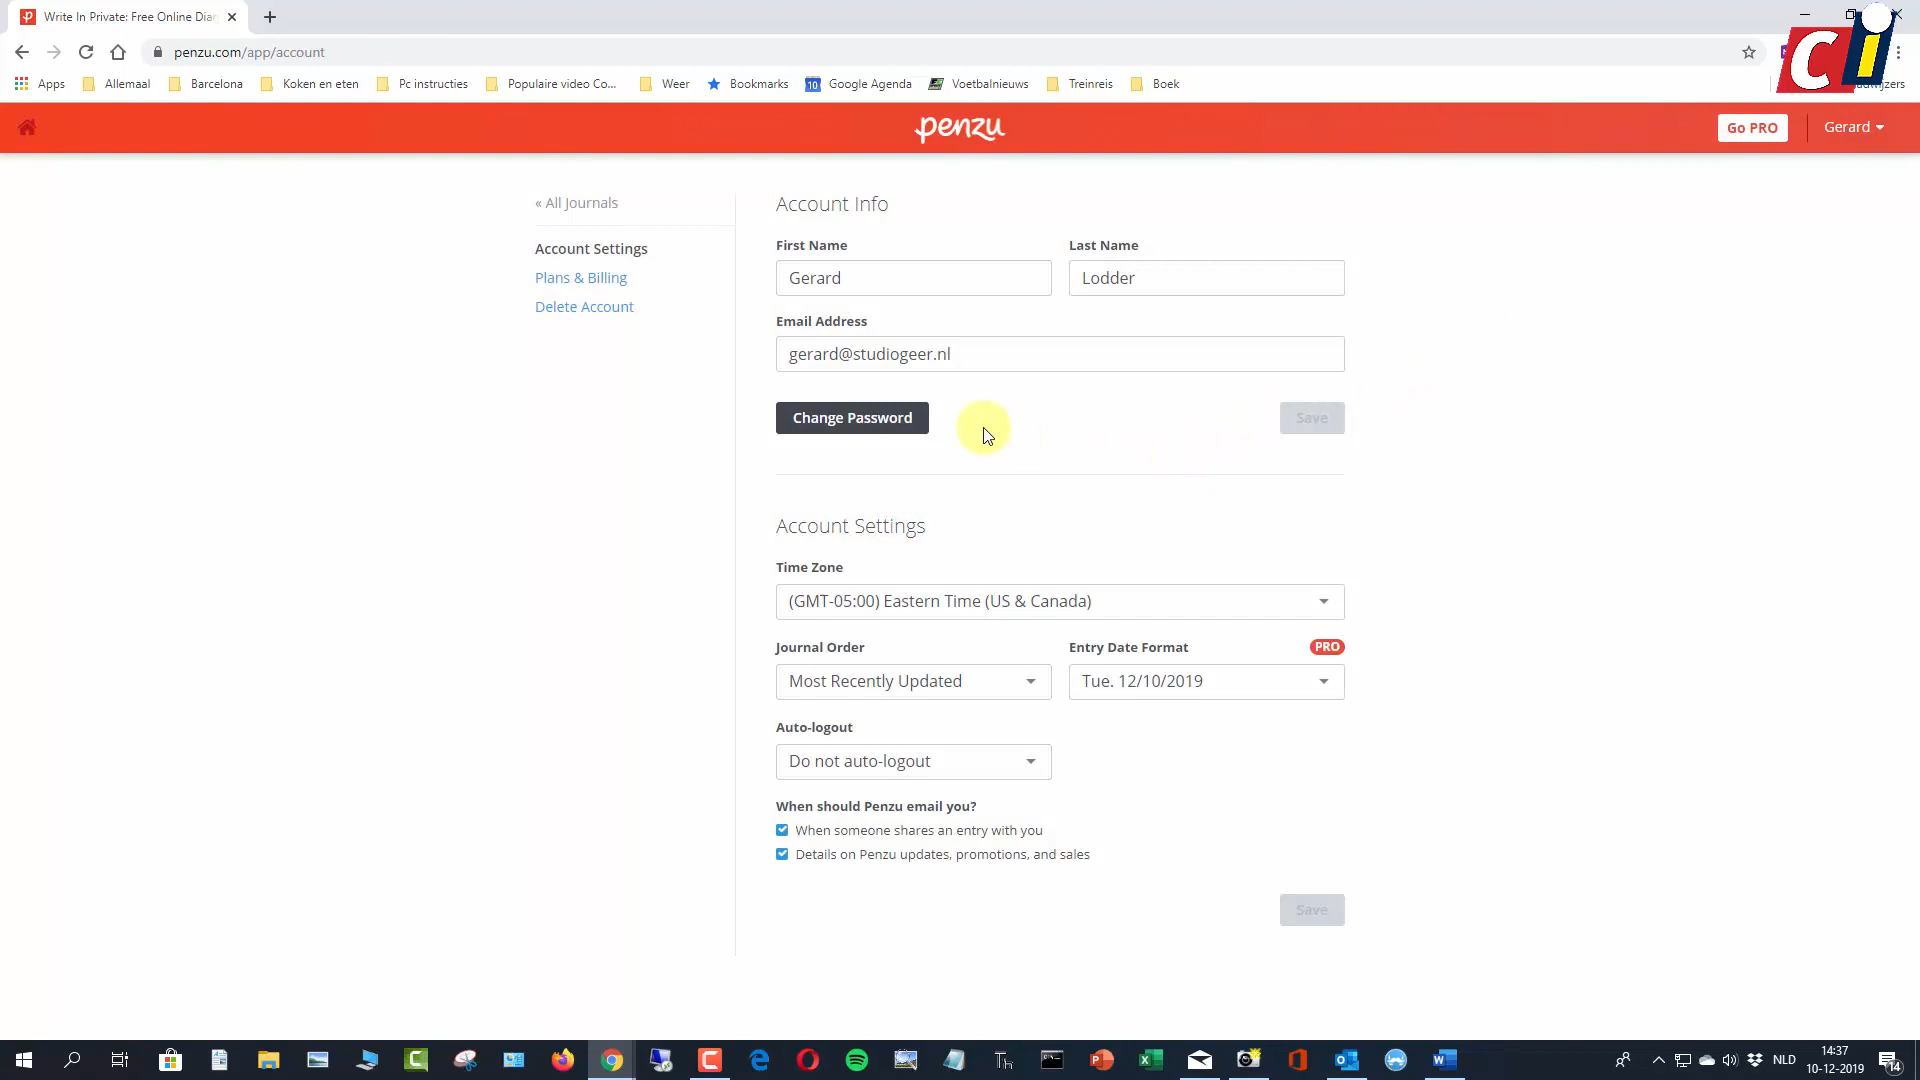 Write In Private: Free Online Diar
penzu.com/app/account
Apps
Allemaal
Barcelona
Koken en eten
Pc instructies
Populaire video Co...
Weer
Bookmarks
10
Google Agenda
Voetbalnieuws
Treinreis
Boek
ci
penzu
Go PRO
Gerard
« All Journals
Account Settings
Plans & Billing
Delete Account
Account Info
First Name
Last Name
Gerard
Lodder
Email Address
gerard@studiogeer.nl
Change Password
Save
Account Settings
Time Zone
(GMT-05:00) Eastern Time (US & Canada)
Journal Order
Entry Date Format
PRO
Most Recently Updated
Tue. 12/10/2019
Auto-logout
Do not auto-logout
When should Penzu email you?
When someone shares an entry with you
Details on Penzu updates, promotions, and sales
Save
NLD
14:37
10-12-2019
14